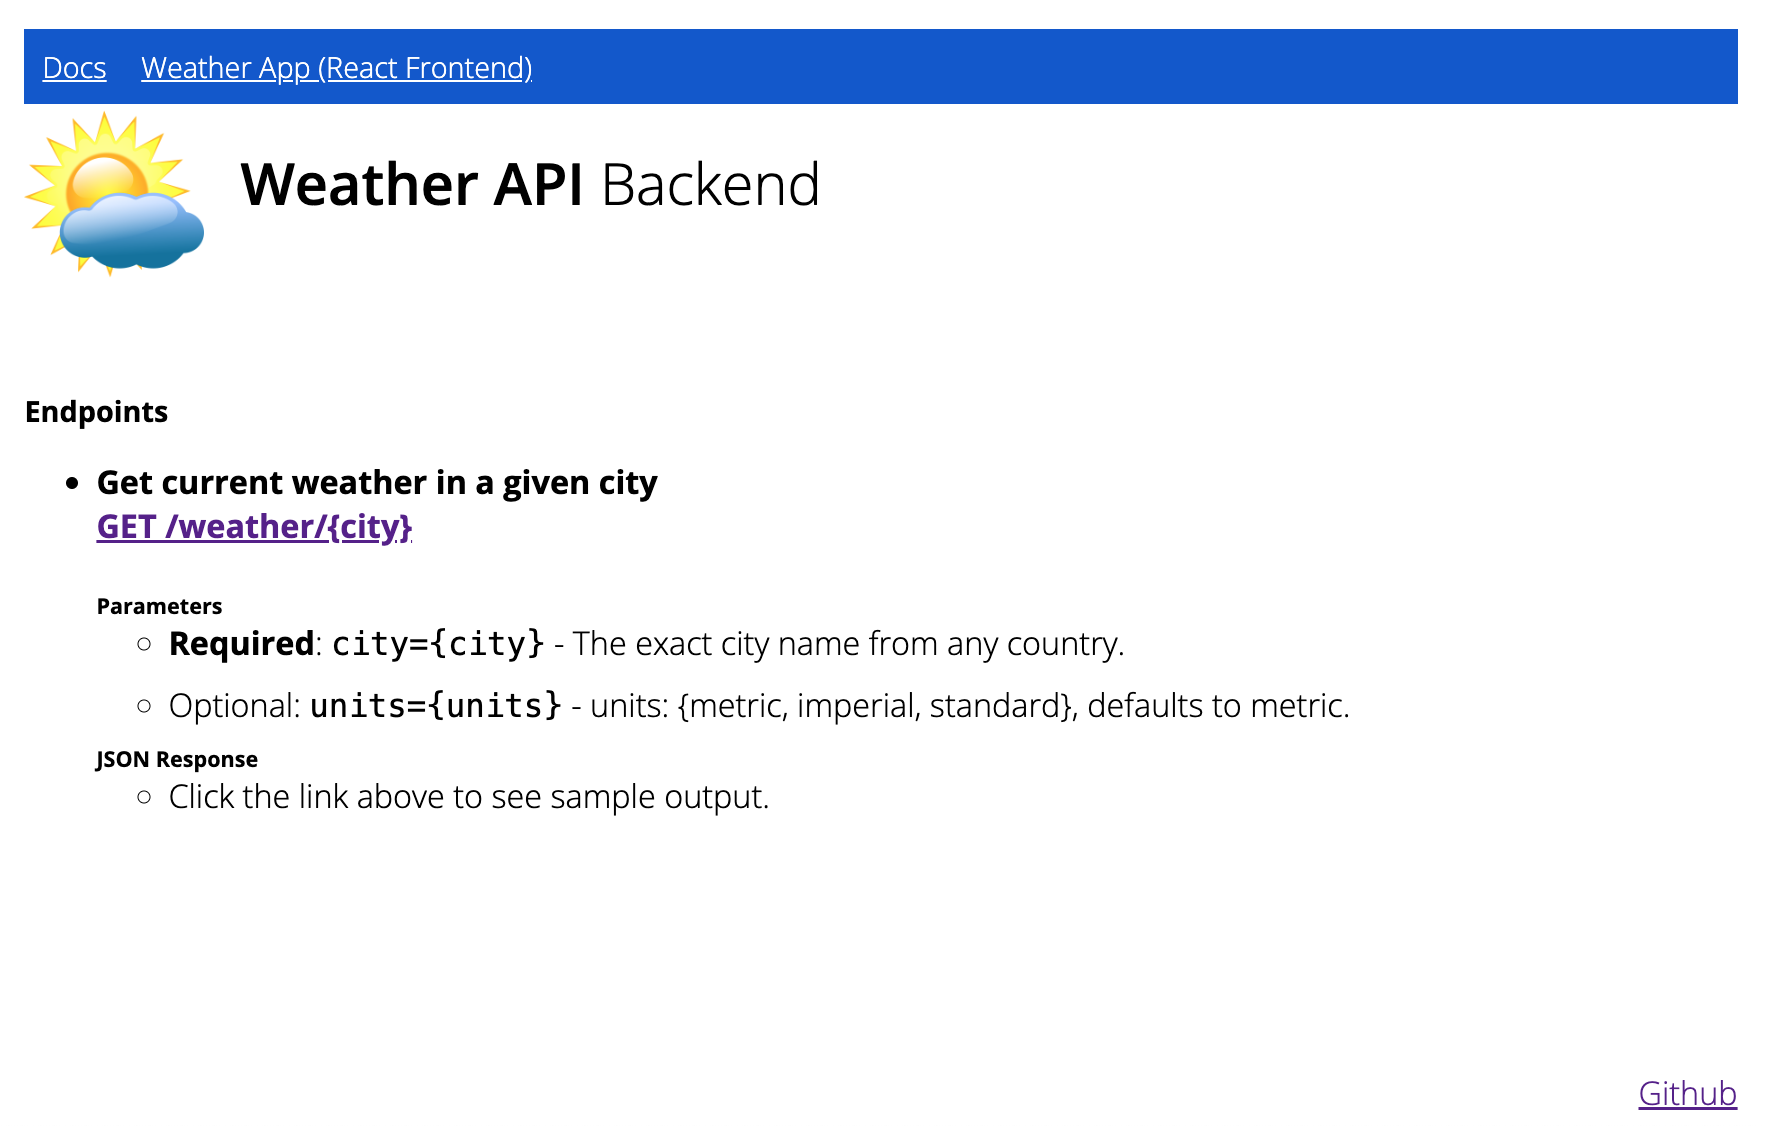 Docs Weather App (React Frontend)
Weather API Backend
Endpoints
Get current weather in a given city
GET /weather/{city}
Parameters
Required: city={city} - The exact city name from any country.
Optional: units={units} - units: {metric, imperial, standard}, defaults to metric.
JSON Response
Click the link above to see sample output.
Github